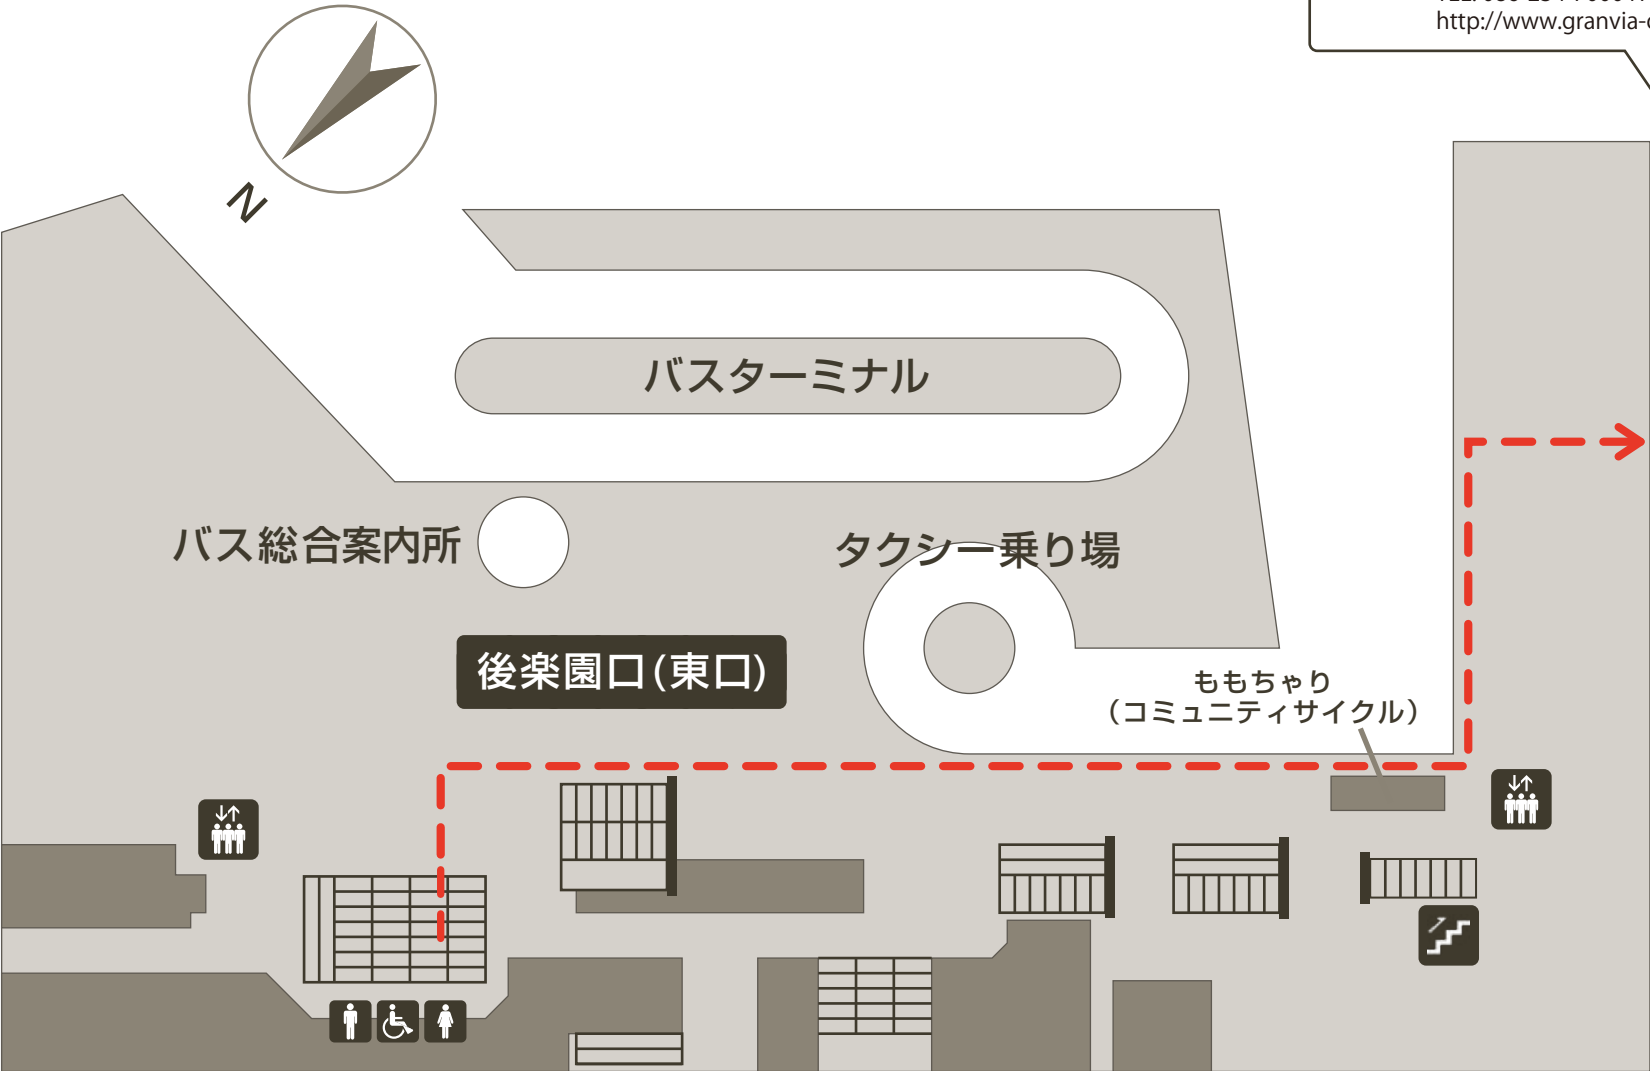 http://www.granvia-
N
バスターミナル
バス総合案内所
タクシー乗り場
後楽園口(東口)
ももちゃり
(コミュニティサイクル)